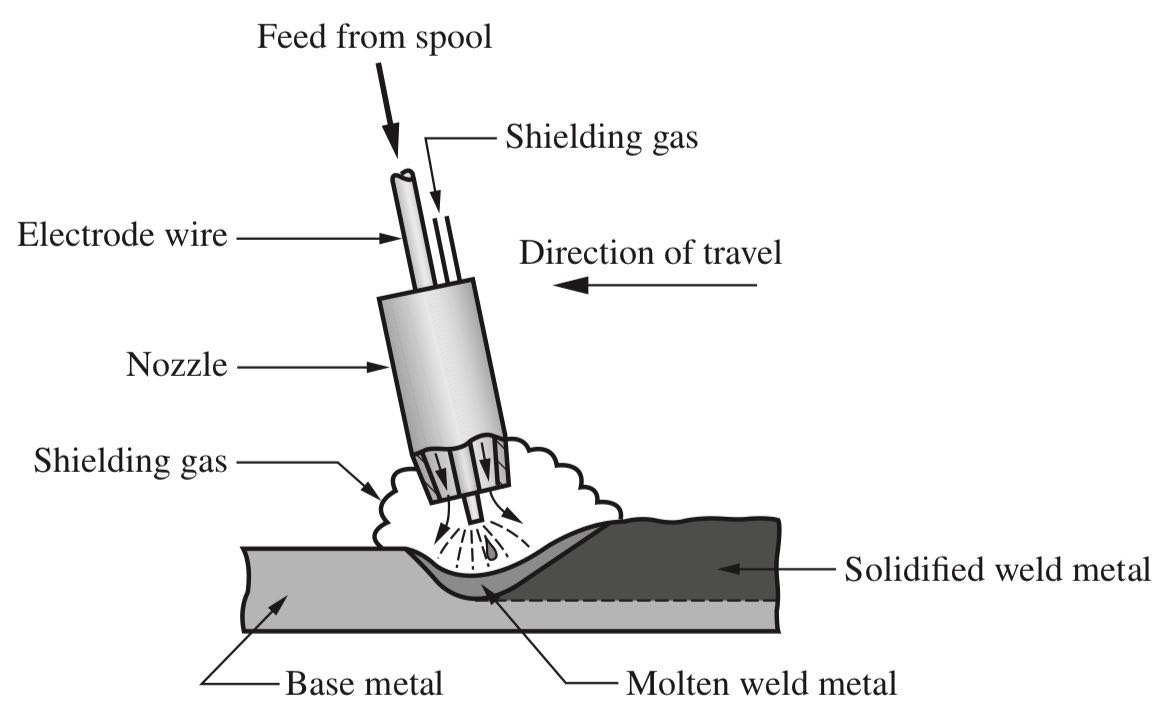 Feed from spool
Shielding gas
Electrode wire
Direction of travel
Nozzle
Shielding gas
Solidified weld metal
Base metal
Molten weld metal